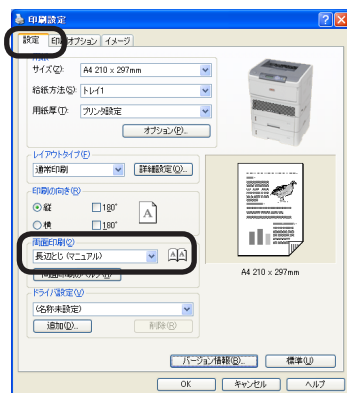 印刷設定
設定 印刷オプション イメージ
サイズ(Z): A4 210 x 297mm
給紙方法(S): トレイ1
用紙厚(T): プリンタ設定
オプション(P)...
レイアウトタイプ(E)
通常印刷 詳細設定(O)...
印刷の向き(R)
縦 180°
横 180°
A
両面印刷(2)
長辺とじ (マニュアル) A A
A4 210 x 297mm
ドライバ設定(V)
(名称未設定)
追加(D)... 削除(R)
バージョン情報(B)... 標準(U)
OK キャンセル ヘルプ